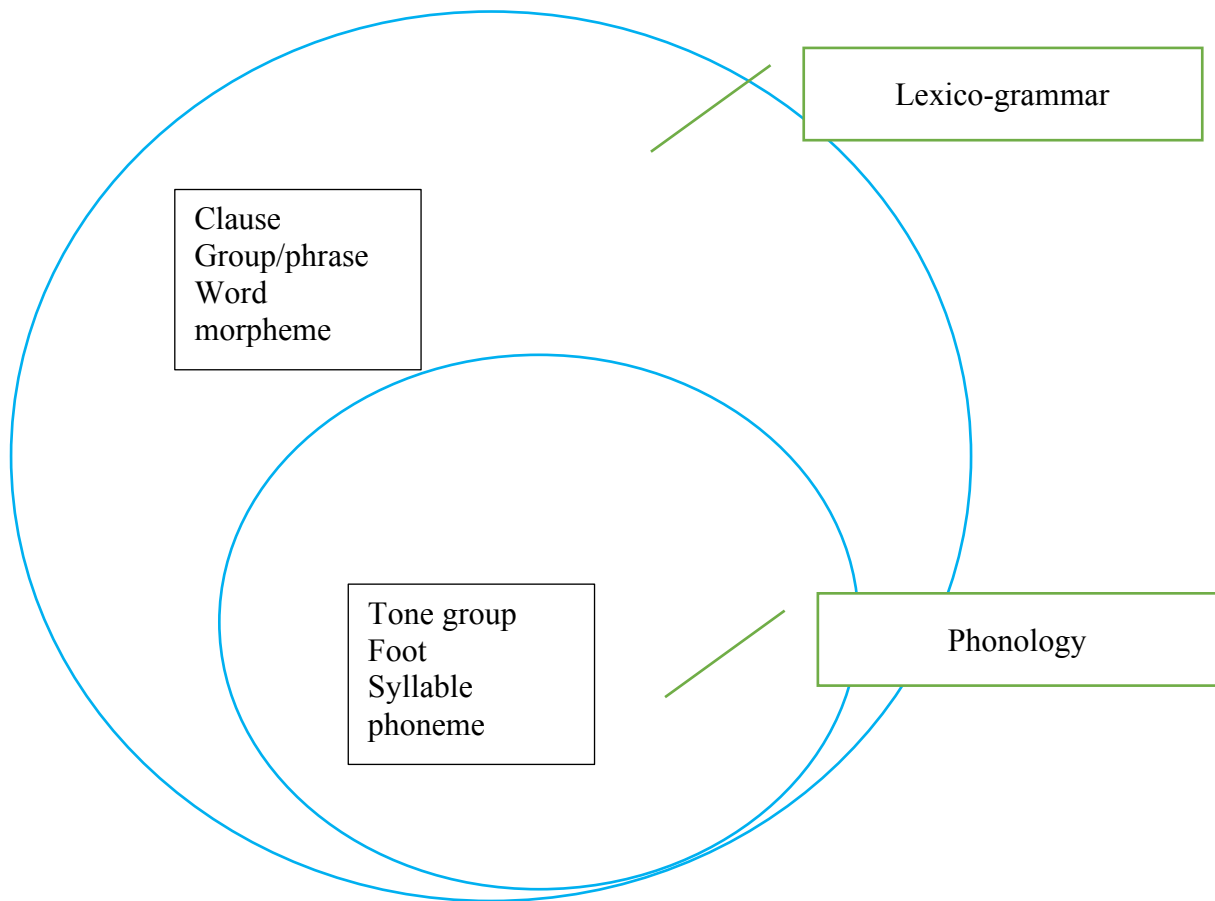 Lexico-grammar
Clause
Group/phrase
Word
morpheme
Tone group
Foot
Syllable
phoneme
Phonology